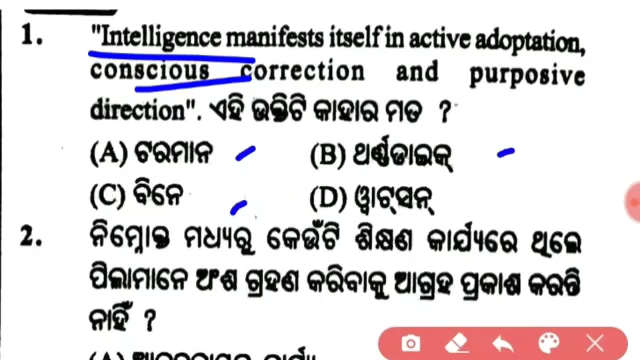 1. "Intelligence manifests itself in active adoptation,
conscious correction and purposive
direction". ଏହି ଉକ୍ତିଟି କାହାର ମତ ?
(A) ଟରମାନ (B) ଥର୍ଣ୍ଣଡାଇକ୍
(C) ବିନେ (D) ୱାଟ୍‌ସନ୍
2. ନିମ୍ନୋକ୍ତ ମଧ୍ୟରୁ କେଉଁଟି ଶିକ୍ଷଣ କାର୍ଯ୍ୟରେ ଥିଲେ
ପିଲାମାନେ ଅଂଶ ଗ୍ରହଣ କରିବାକୁ ଆଗ୍ରହ ପ୍ରକାଶ କରନ୍ତି
ନାହିଁ ?
(A)